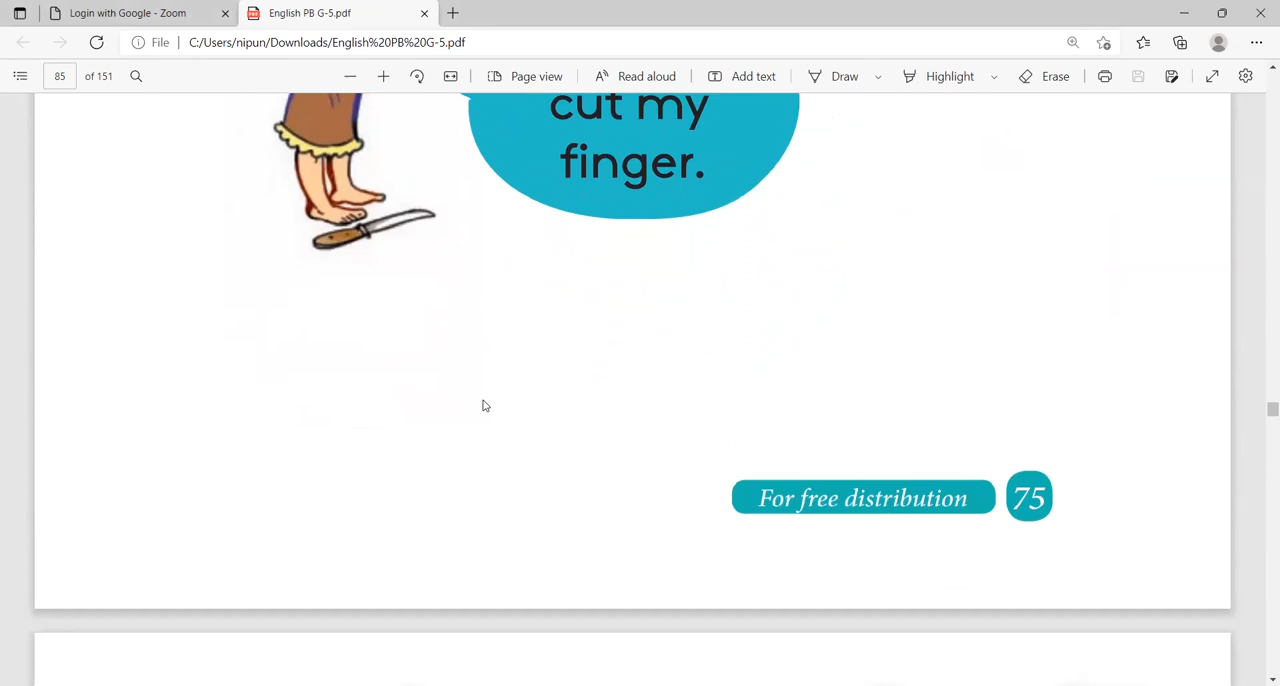 Login with Google - Zoom
English PB G-5.pdf
File
C:/Users/nipun/Downloads/English%20PB%20G-5.pdf
85 of 151
Page view
Read aloud
Add text
Draw
Highlight
Erase
cut my
finger.
For free distribution 75